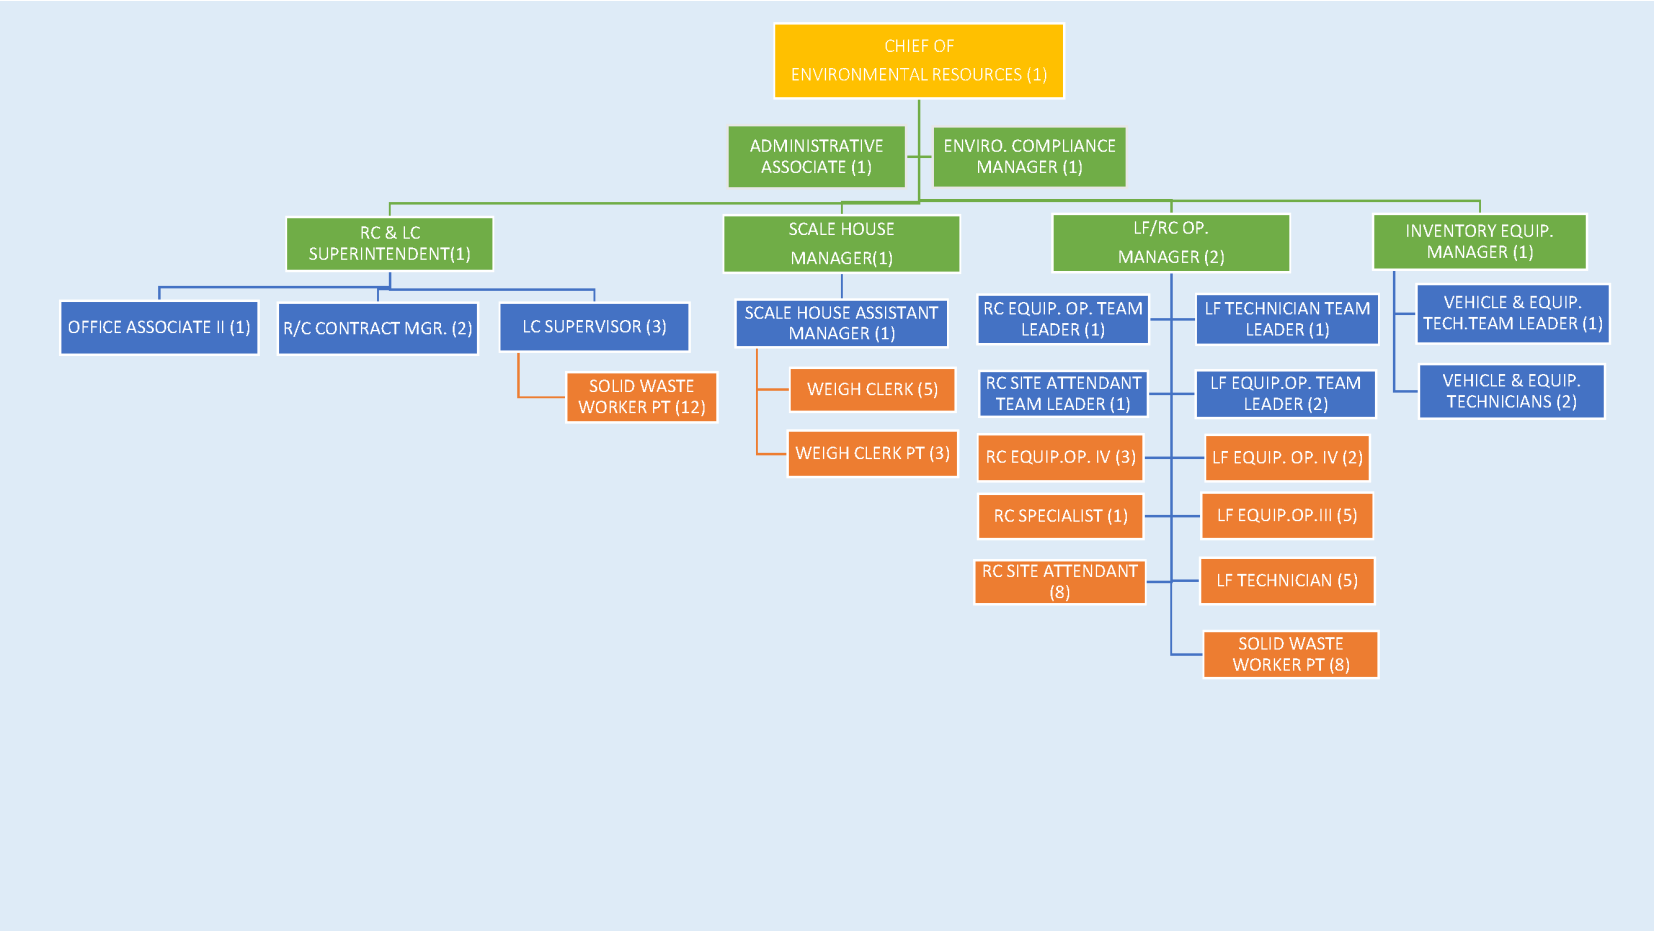 CHIEF OF
ENVIRONMENTAL RESOURCES (1)
ADMINISTRATIVE
ASSOCIATE (1)
ENVIRO. COMPLIANCE
MANAGER (1)
RC & LC
SUPERINTENDENT(1)
SCALE HOUSE
MANAGER(1)
LF/RC OP.
MANAGER (2)
INVENTORY EQUIP.
MANAGER (1)
OFFICE ASSOCIATE II (1)
R/C CONTRACT MGR. (2)
LC SUPERVISOR (3)
SOLID WASTE
WORKER PT (12)
SCALE HOUSE ASSISTANT
MANAGER (1)
WEIGH CLERK (5)
WEIGH CLERK PT (3)
RC EQUIP. OP. TEAM
LEADER (1)
LF TECHNICIAN TEAM
LEADER (1)
RC SITE ATTENDANT
TEAM LEADER (1)
LF EQUIP.OP. TEAM
LEADER (2)
RC EQUIP.OP. IV (3)
LF EQUIP. OP. IV (2)
RC SPECIALIST (1)
LF EQUIP.OP.III (5)
RC SITE ATTENDANT
(8)
LF TECHNICIAN (5)
SOLID WASTE
WORKER PT (8)
VEHICLE & EQUIP.
TECH.TEAM LEADER (1)
VEHICLE & EQUIP.
TECHNICIANS (2)